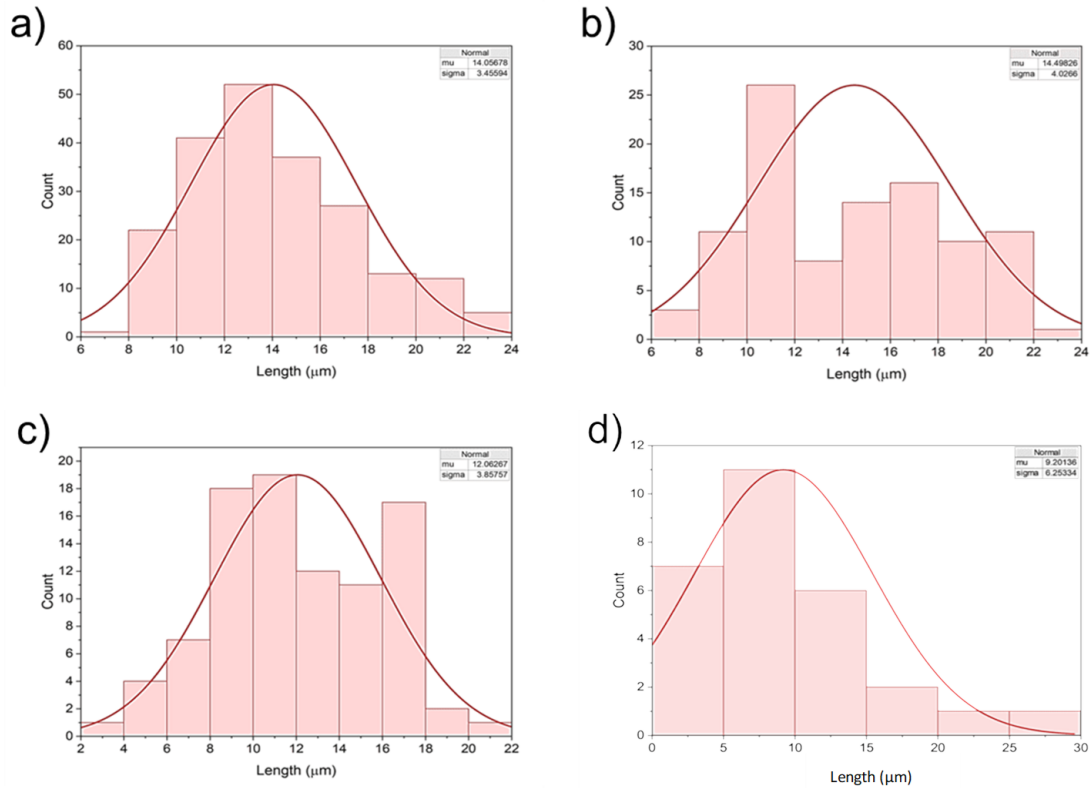 a)
60
50
40
30
20
10
0
Count
6 8 10 12 14 16 18 20 22 24
Length (μm)
Normal
mu 14.05678
sigma 3.45594
b)
30
25
20
15
10
5
0
Count
6 8 10 12 14 16 18 20 22 24
Length (μm)
Normal
mu 14.49826
sigma 4.0266
c)
20
18
16
14
12
10
8
6
4
2
0
Count
2 4 6 8 10 12 14 16 18 20 22
Length (μm)
Normal
mu 12.06267
sigma 3.85757
d)
12
10
8
6
4
2
0
Count
0 5 10 15 20 25 30
Length (μm)
Normal
mu 9.20136
sigma 6.25334